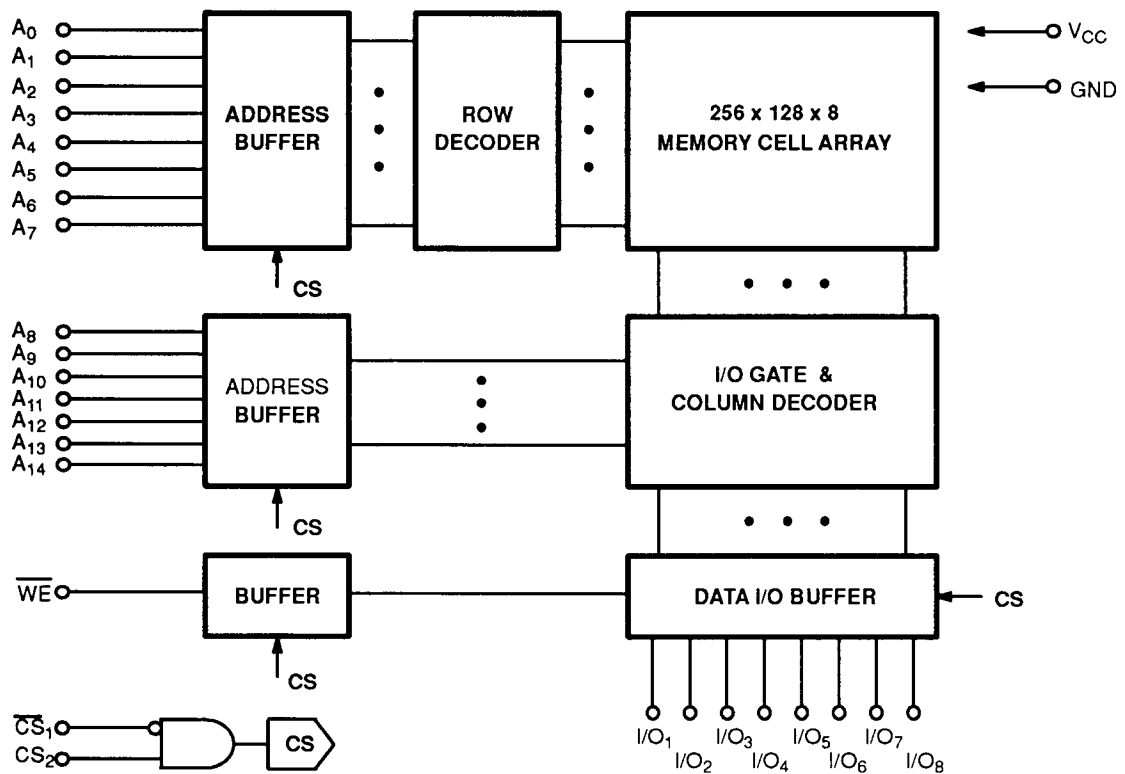 A0
A1
A2
A3
A4
A5
A6
A7
ADDRESS
BUFFER
CS
ROW
DECODER
256 x 128 x 8
MEMORY CELL ARRAY
VCC
GND
A8
A9
A10
A11
A12
A13
A14
ADDRESS
BUFFER
CS
I/O GATE &
COLUMN DECODER
W̅E̅
BUFFER
CS
DATA I/O BUFFER
CS
C̅S̅1
CS2
CS
I/O1
I/O2
I/O3
I/O4
I/O5
I/O6
I/O7
I/O8